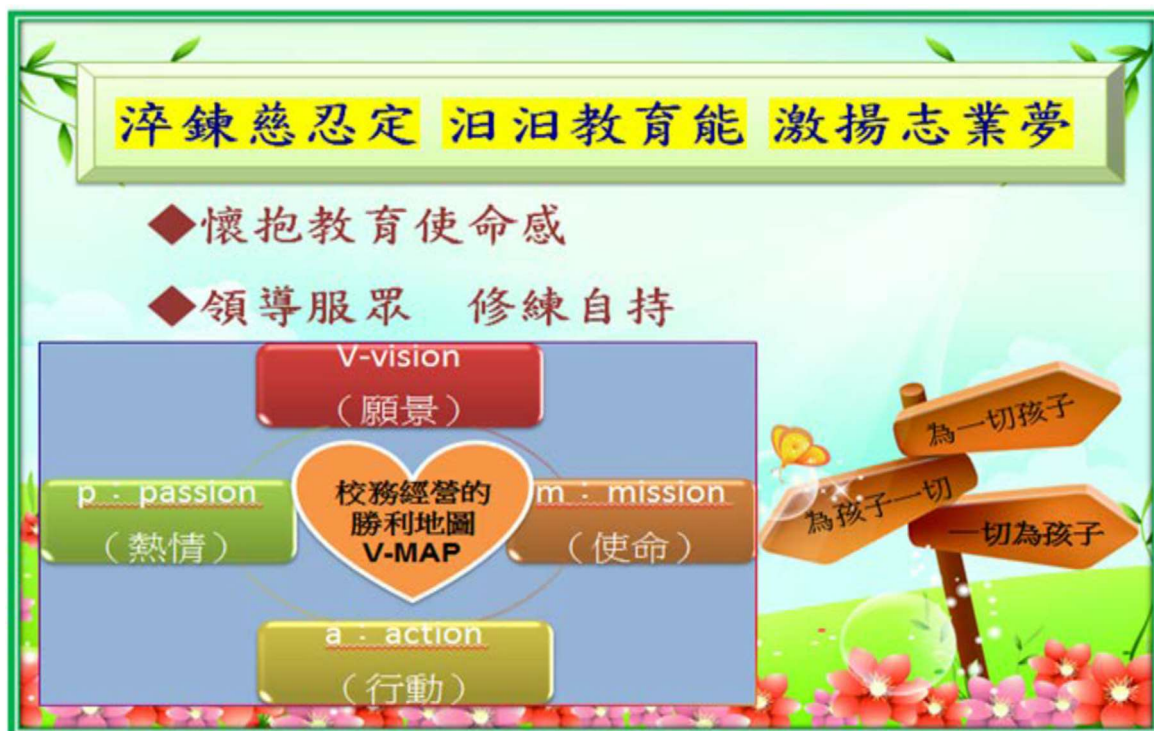 淬鍊慈忍定 汩汩教育能 激揚志業夢
◆懷抱教育使命感
◆領導服眾 修練自持
V-vision
（願景）
p：passion
（熱情）
校務經營的
勝利地圖
V-MAP
m：mission
（使命）
a：action
（行動）
為一切孩子
為孩子一切
一切為孩子